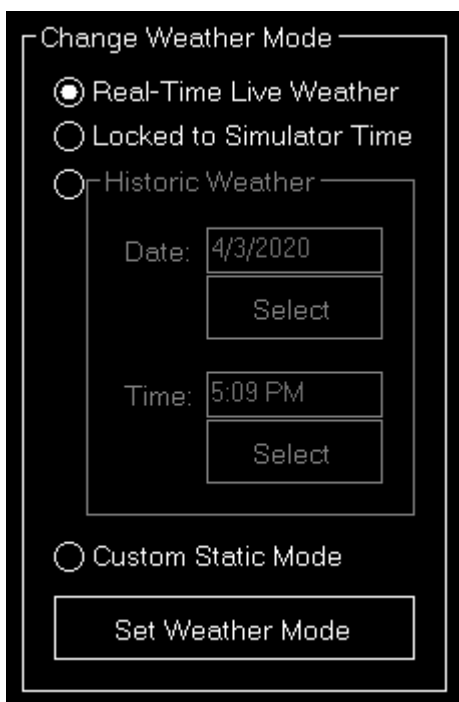 Change Weather Mode
Real-Time Live Weather
Locked to Simulator Time
Historic Weather
Date: 4/3/2020
Select
Time: 5:09 PM
Select
Custom Static Mode
Set Weather Mode